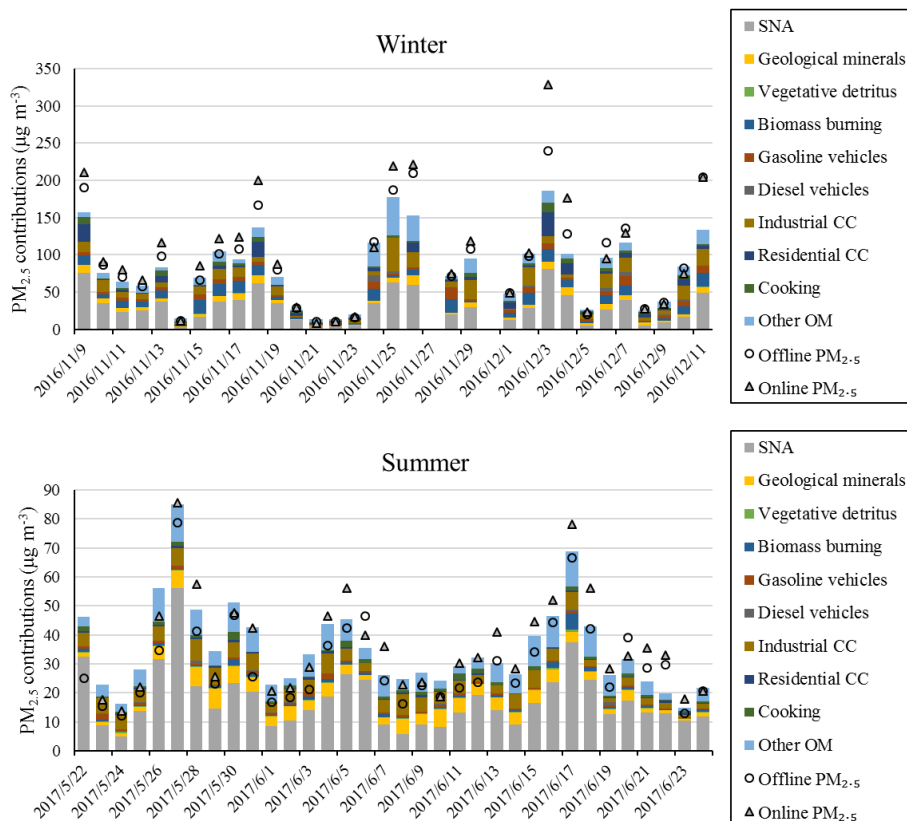 Winter
PM₂.₅ contributions (µg m⁻³)
350
300
250
200
150
100
50
0
2016/11/9
2016/11/11
2016/11/13
2016/11/15
2016/11/17
2016/11/19
2016/11/21
2016/11/23
2016/11/25
2016/11/27
2016/11/29
2016/12/1
2016/12/3
2016/12/5
2016/12/7
2016/12/9
2016/12/11
SNA
Geological minerals
Vegetative detritus
Biomass burning
Gasoline vehicles
Diesel vehicles
Industrial CC
Residential CC
Cooking
Other OM
Offline PM₂.₅
Online PM₂.₅
Summer
PM₂.₅ contributions (µg m⁻³)
90
80
70
60
50
40
30
20
10
0
2017/5/22
2017/5/24
2017/5/26
2017/5/28
2017/5/30
2017/6/1
2017/6/3
2017/6/5
2017/6/7
2017/6/9
2017/6/11
2017/6/13
2017/6/15
2017/6/17
2017/6/19
2017/6/21
2017/6/23
SNA
Geological minerals
Vegetative detritus
Biomass burning
Gasoline vehicles
Diesel vehicles
Industrial CC
Residential CC
Cooking
Other OM
Offline PM₂.₅
Online PM₂.₅